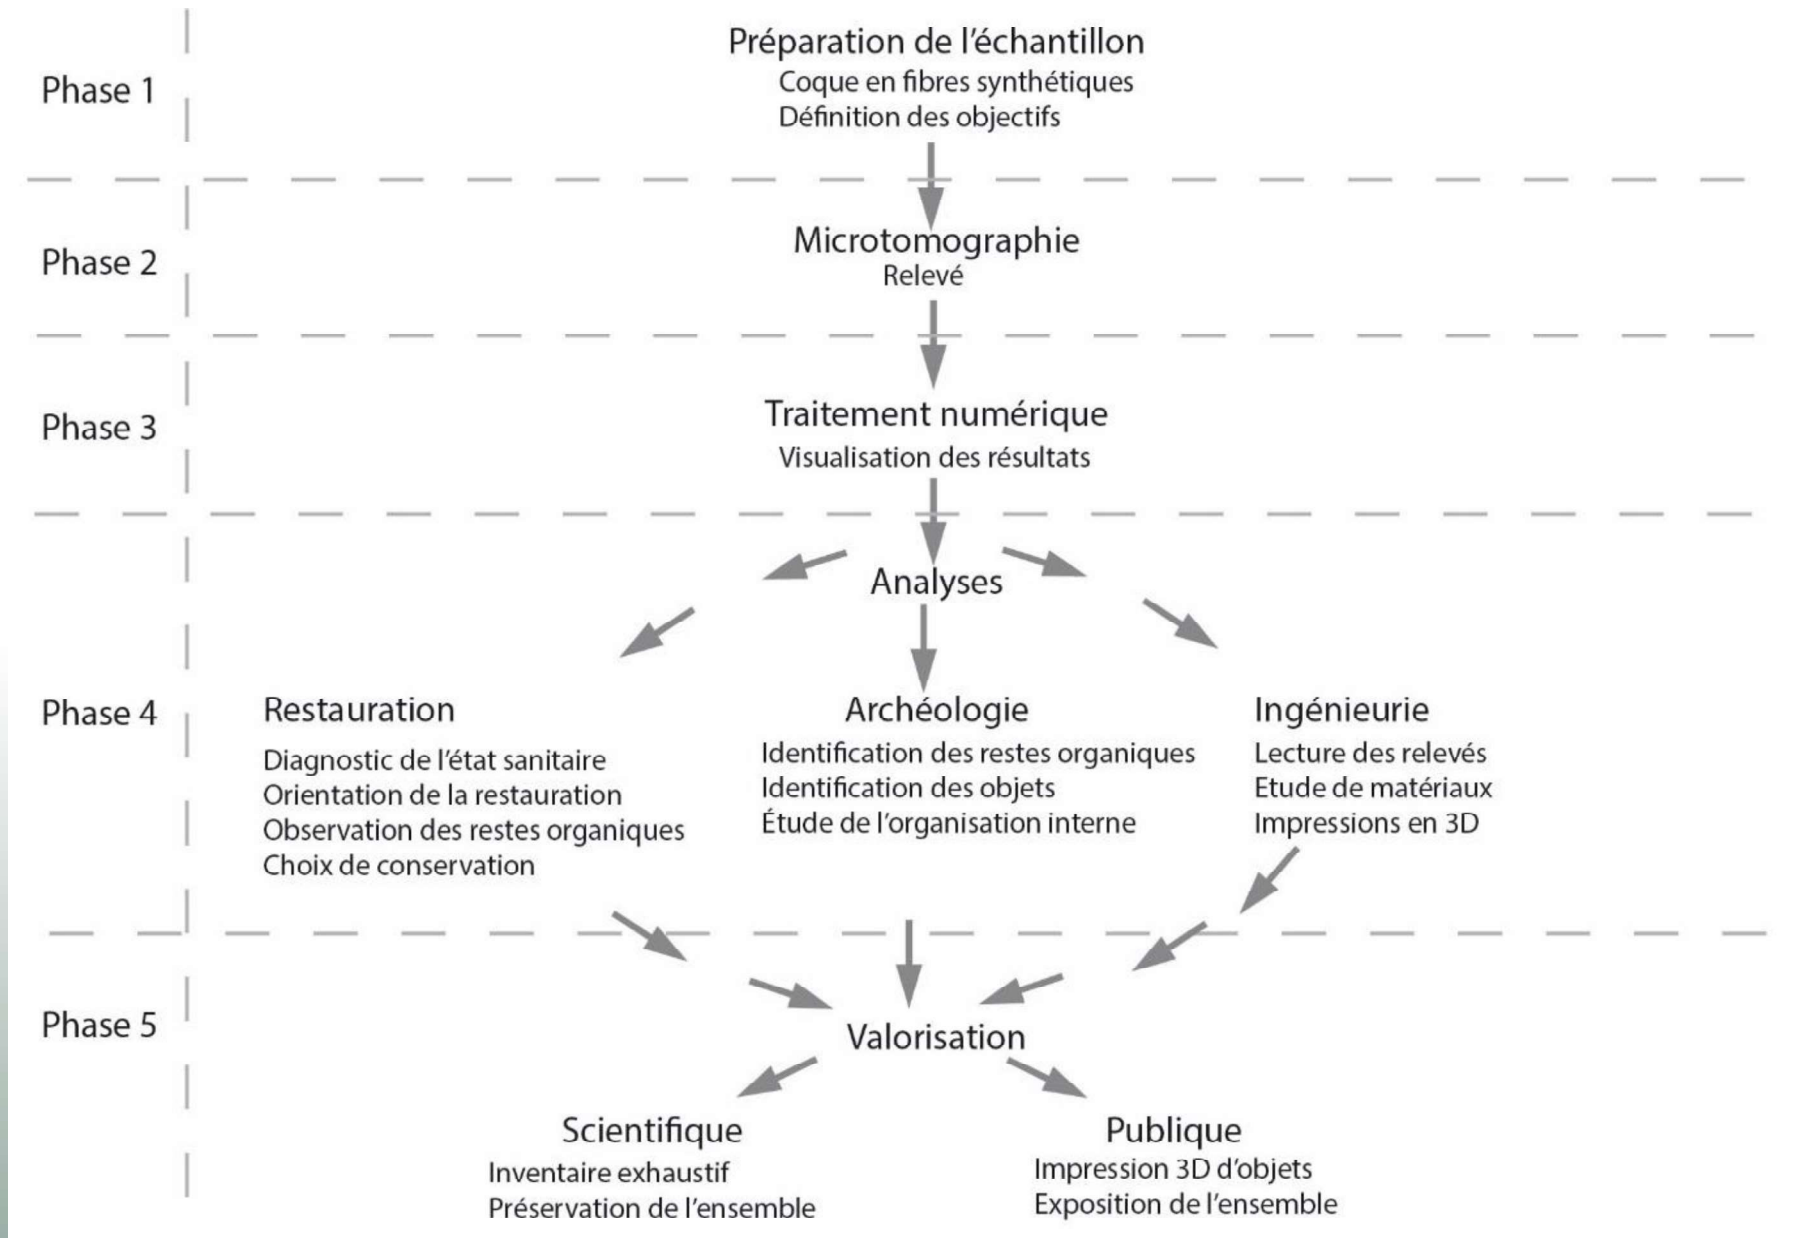 Phase 1
Préparation de l'échantillon
Coque en fibres synthétiques
Définition des objectifs
Phase 2
Microtomographie
Relevé
Phase 3
Traitement numérique
Visualisation des résultats
Phase 4
Analyses
Restauration
Diagnostic de l'état sanitaire
Orientation de la restauration
Observation des restes organiques
Choix de conservation
Archéologie
Identification des restes organiques
Identification des objets
Étude de l'organisation interne
Ingénieurie
Lecture des relevés
Etude de matériaux
Impressions en 3D
Phase 5
Valorisation
Scientifique
Inventaire exhaustif
Préservation de l'ensemble
Publique
Impression 3D d'objets
Exposition de l'ensemble